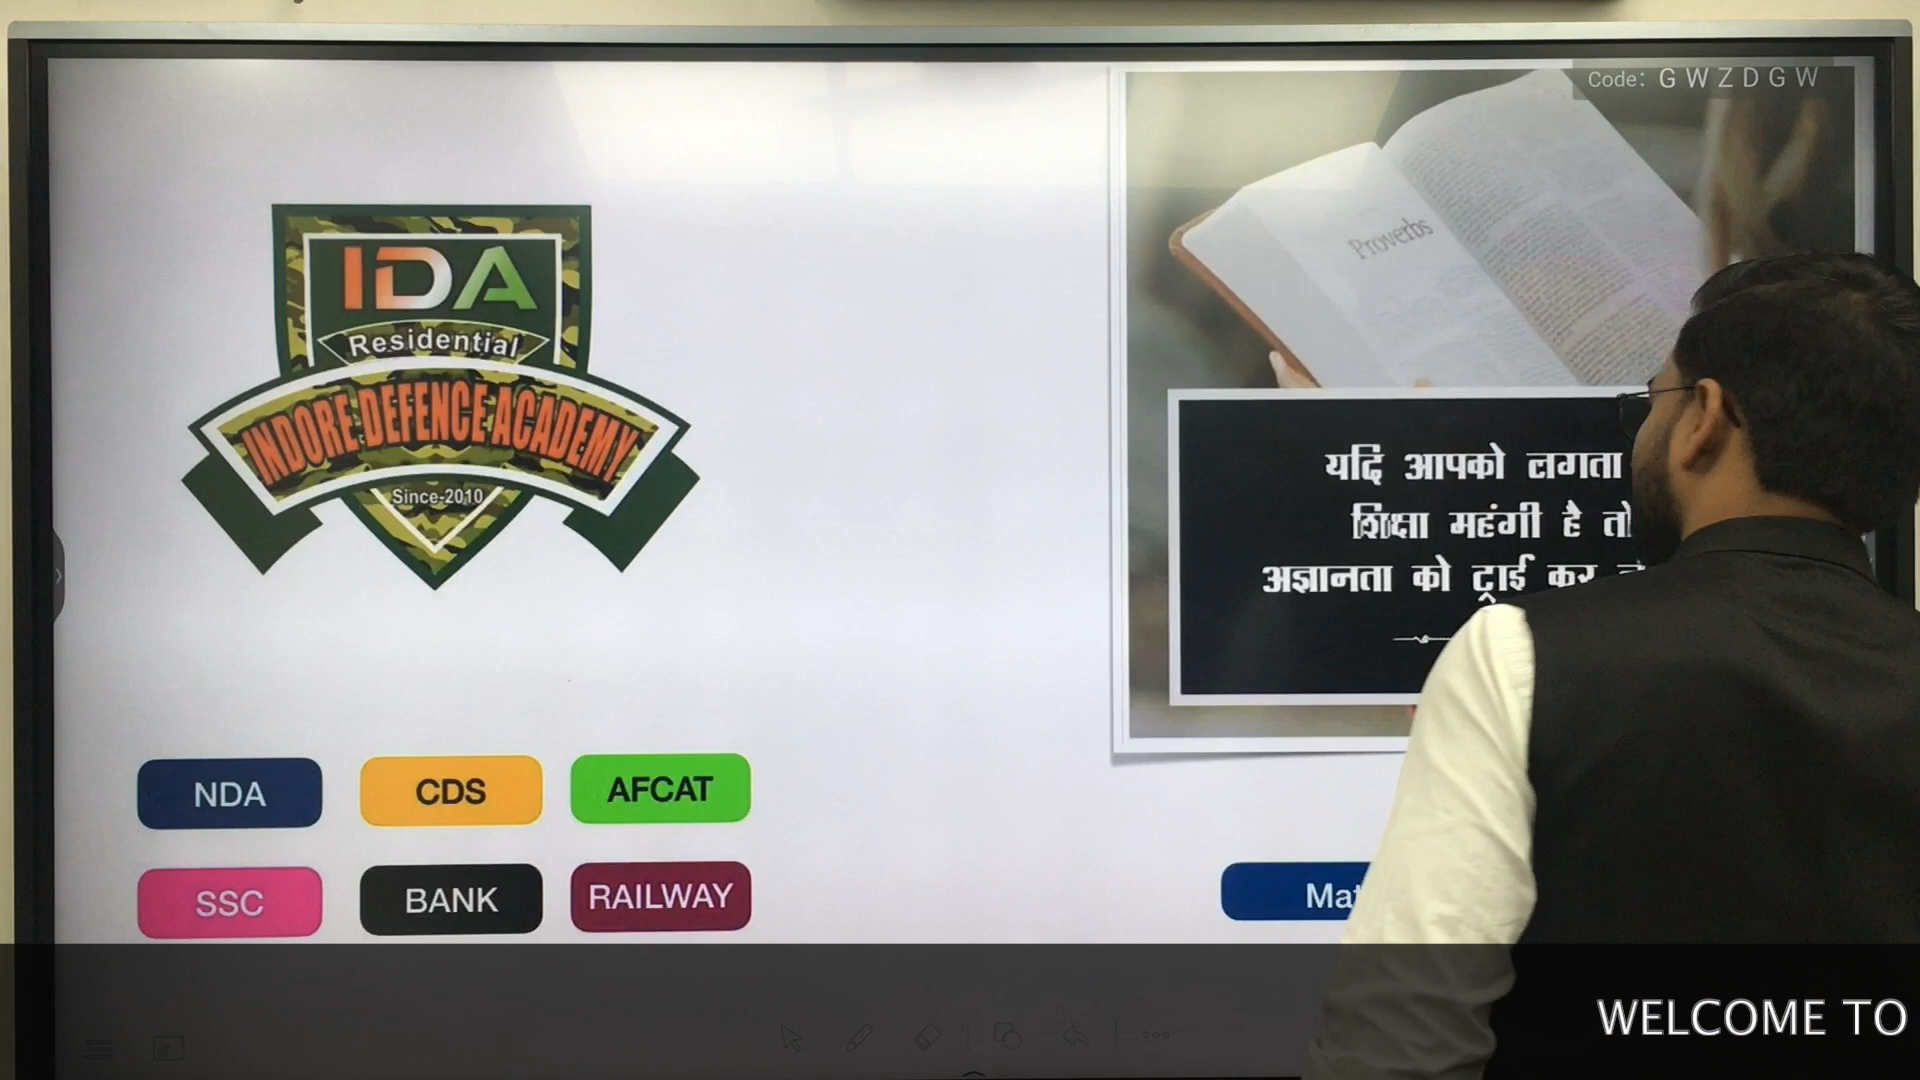 Code: GWZDGW
Proverbs
IDA
Residential
INDORE DEFENCE ACADEMY
Since-2010
यदि आपको लगता
शिक्षा महंगी है तो
अज्ञानता को ट्राई कर
NDA
CDS
AFCAT
SSC
BANK
RAILWAY
WELCOME TO